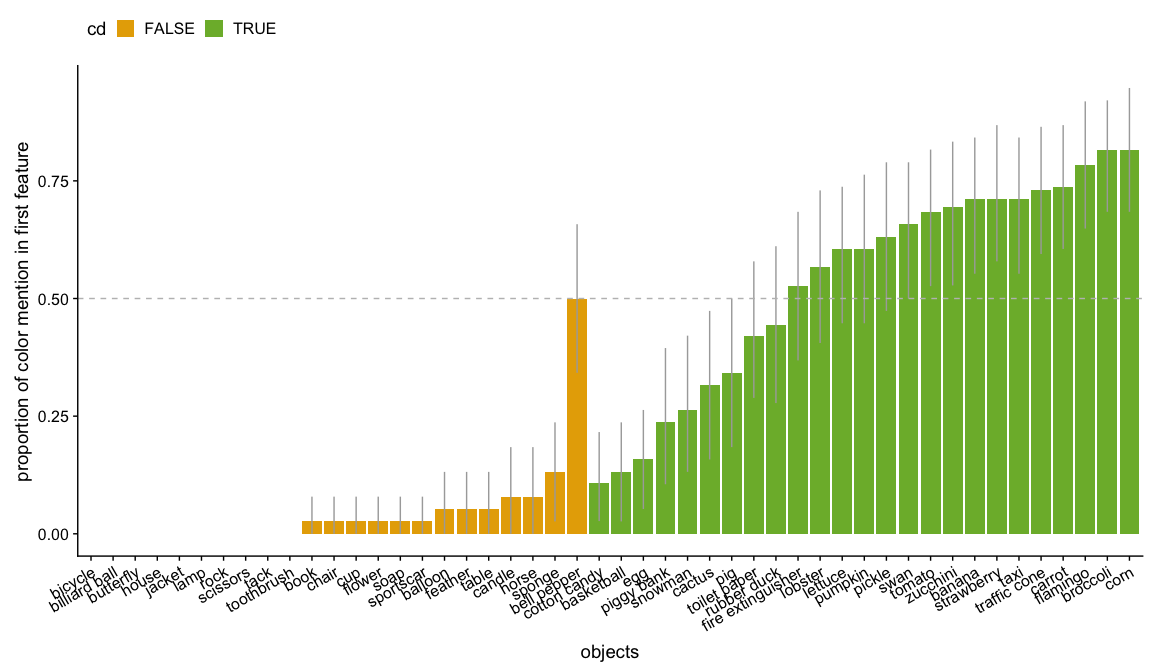 cd FALSE TRUE
proportion of color mention in first feature
0.75
0.50
0.25
0.00
bicycle
billiard ball
butterfly
house
jacket
lamp
rock
scissors
tack
toothbrush
book
chair
cup
flower
soap
sportscar
balloon
feather
table
candle
horse
sponge
bell pepper
cotton candy
basketball
egg
piggy bank
snowman
cactus
pig
toilet paper
rubber duck
fire extinguisher
lobster
lettuce
pumpkin
pickle
swan
tomato
zucchini
banana
strawberry
taxi
traffic cone
carrot
flamingo
broccoli
corn
objects